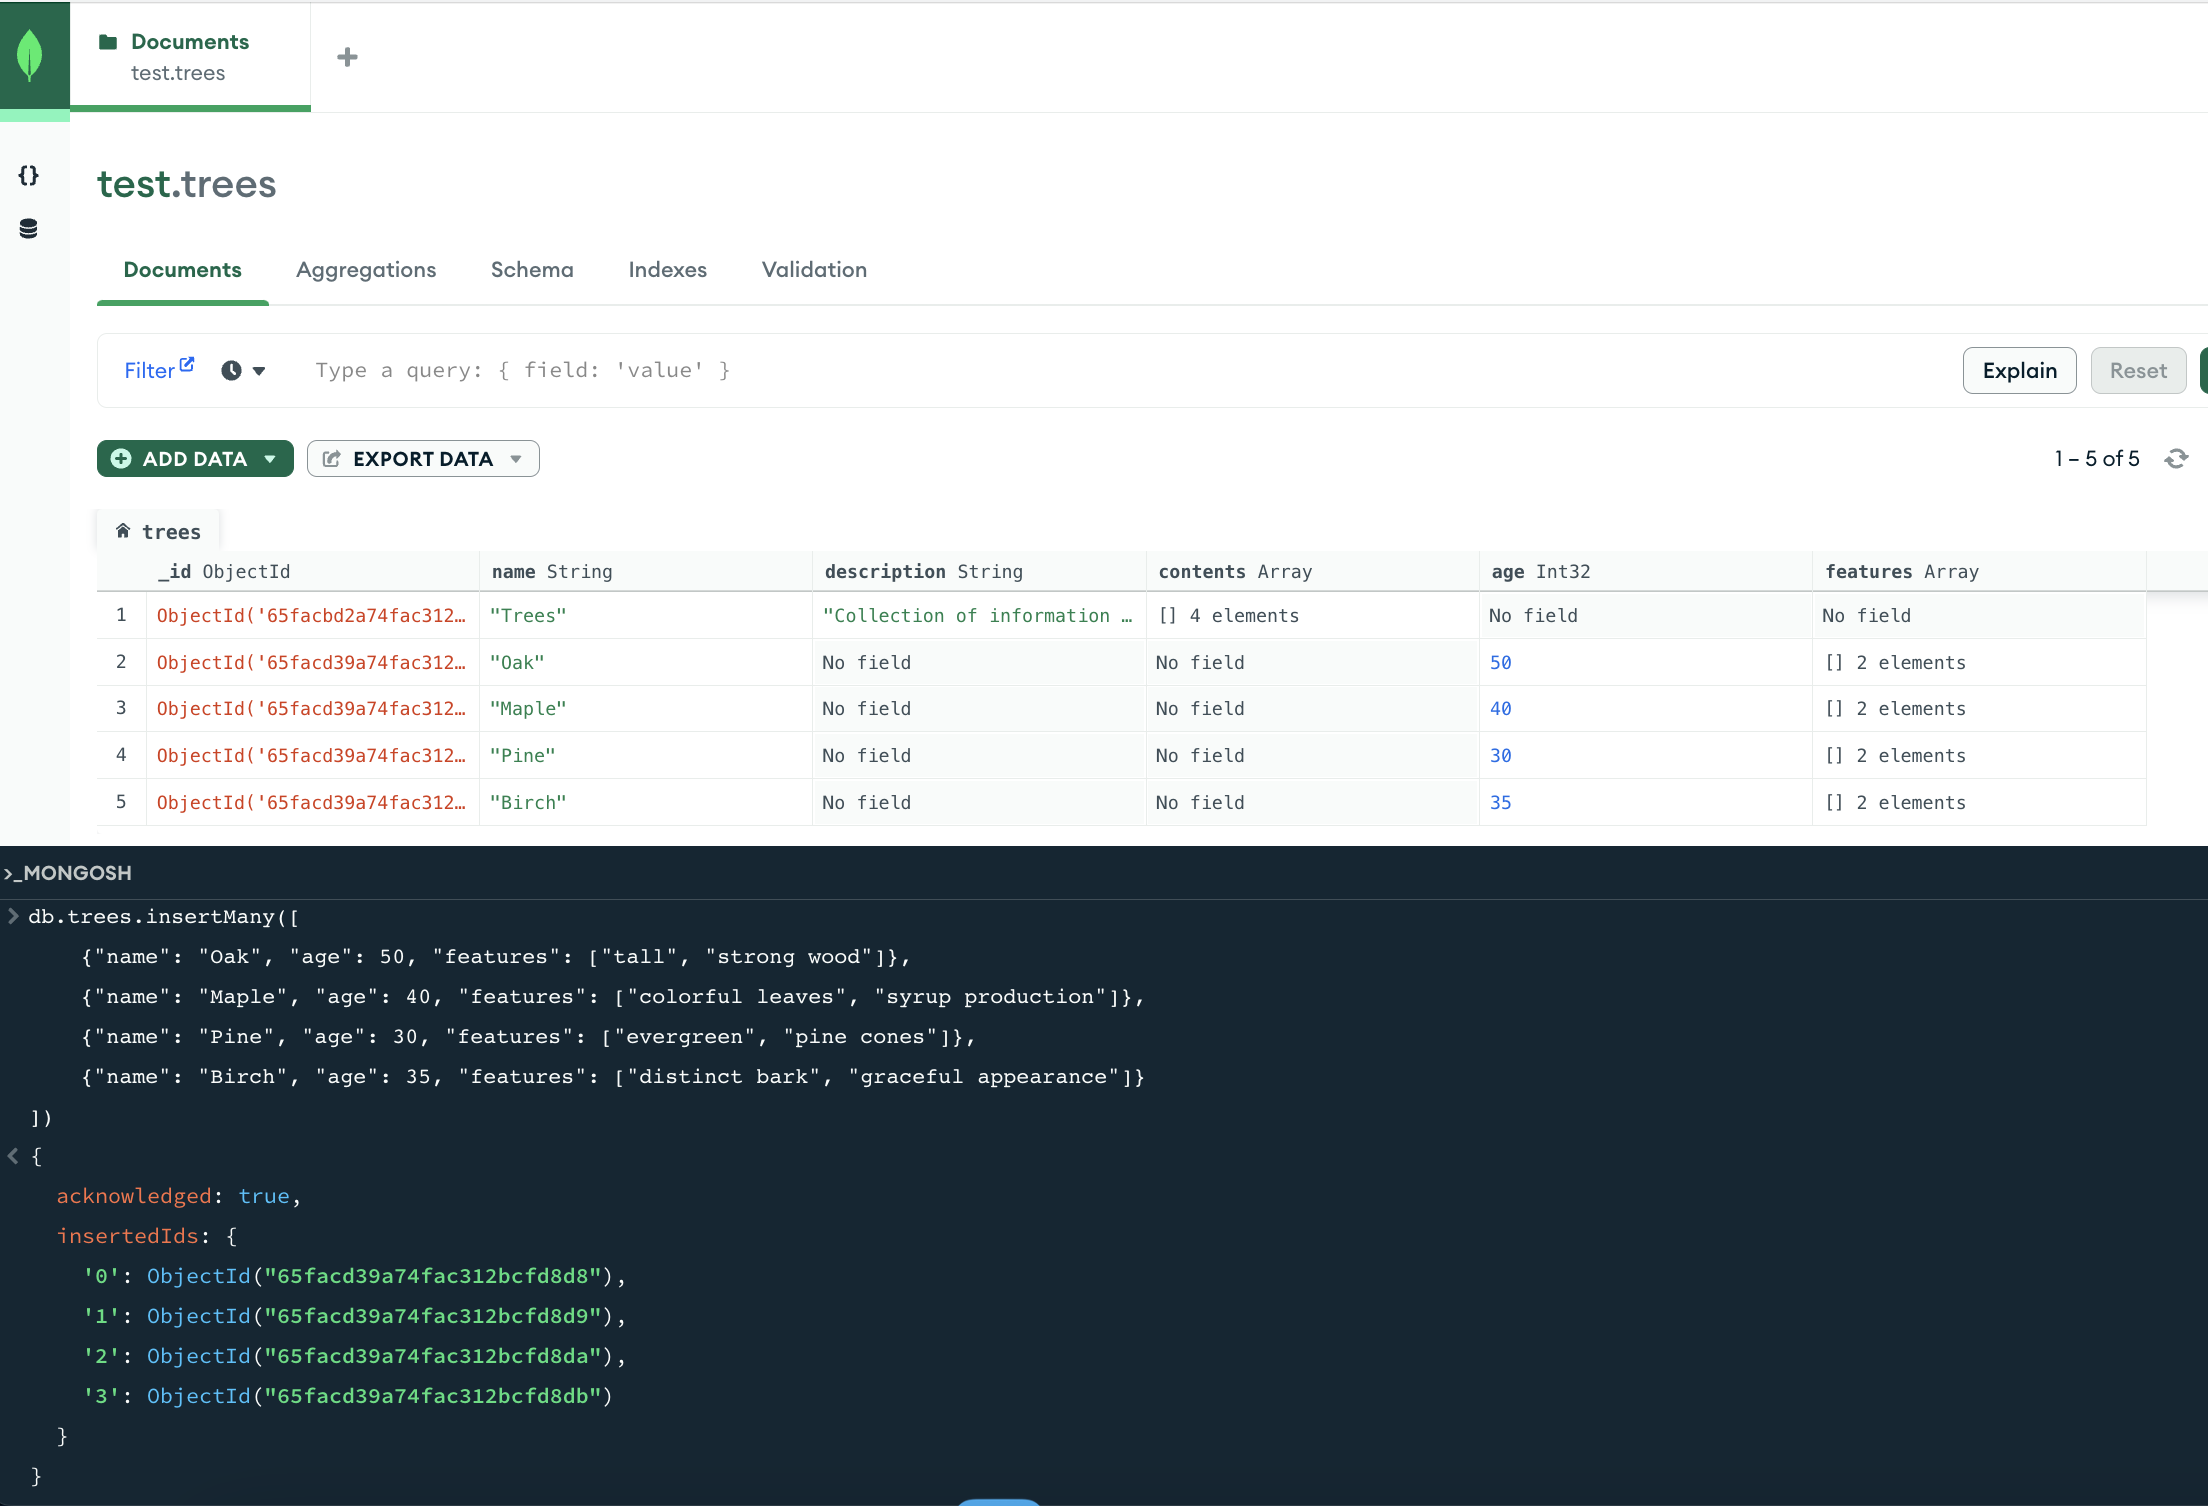 Documents
test.trees
test.trees
Documents Aggregations Schema Indexes Validation
Filter Type a query: { field: 'value' } Explain Reset
ADD DATA EXPORT DATA 1 – 5 of 5
trees
_id ObjectId name String description String contents Array age Int32 features Array
1 ObjectId('65facbd2a74fac312… "Trees" "Collection of information … [] 4 elements No field No field
2 ObjectId('65facd39a74fac312… "Oak" No field No field 50 [] 2 elements
3 ObjectId('65facd39a74fac312… "Maple" No field No field 40 [] 2 elements
4 ObjectId('65facd39a74fac312… "Pine" No field No field 30 [] 2 elements
5 ObjectId('65facd39a74fac312… "Birch" No field No field 35 [] 2 elements
>_MONGOSH
> db.trees.insertMany([
{"name": "Oak", "age": 50, "features": ["tall", "strong wood"]},
{"name": "Maple", "age": 40, "features": ["colorful leaves", "syrup production"]},
{"name": "Pine", "age": 30, "features": ["evergreen", "pine cones"]},
{"name": "Birch", "age": 35, "features": ["distinct bark", "graceful appearance"]}
])
< {
acknowledged: true,
insertedIds: {
'0': ObjectId("65facd39a74fac312bcfd8d8"),
'1': ObjectId("65facd39a74fac312bcfd8d9"),
'2': ObjectId("65facd39a74fac312bcfd8da"),
'3': ObjectId("65facd39a74fac312bcfd8db")
}
}